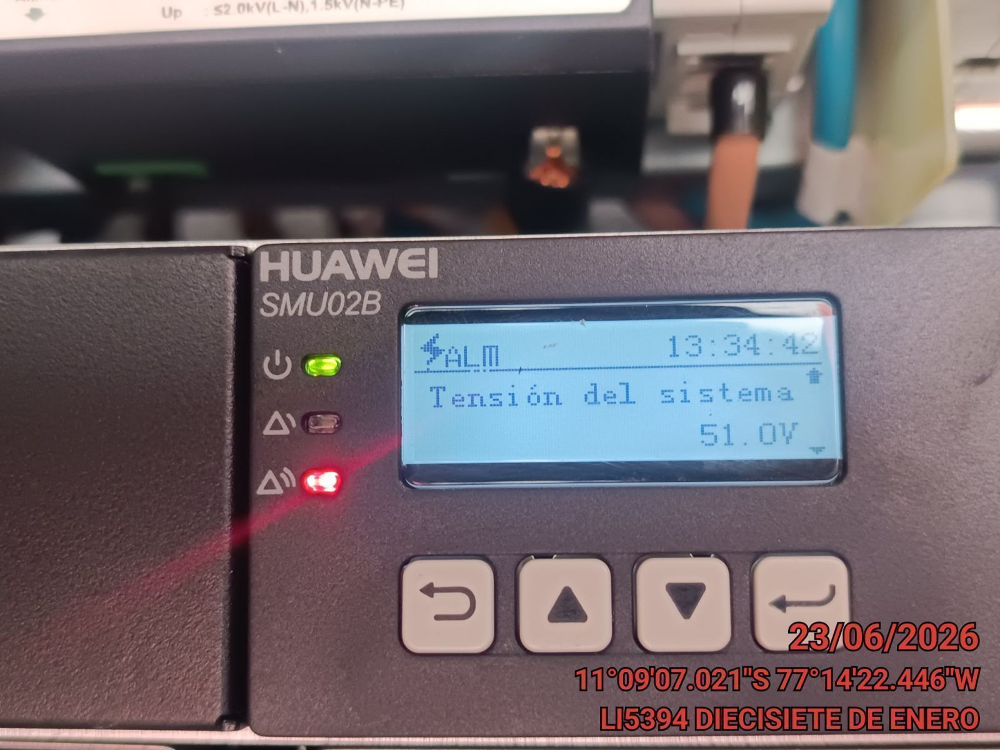 Up : ≤2.0kV(L-N),1.5kV(N-PE)
HUAWEI
SMU02B
ALM 13:34:42
Tensión del sistema
51.0V
23/06/2026
11°09'07.021"S 77°14'22.446"W
LI5394 DIECISIETE DE ENERO